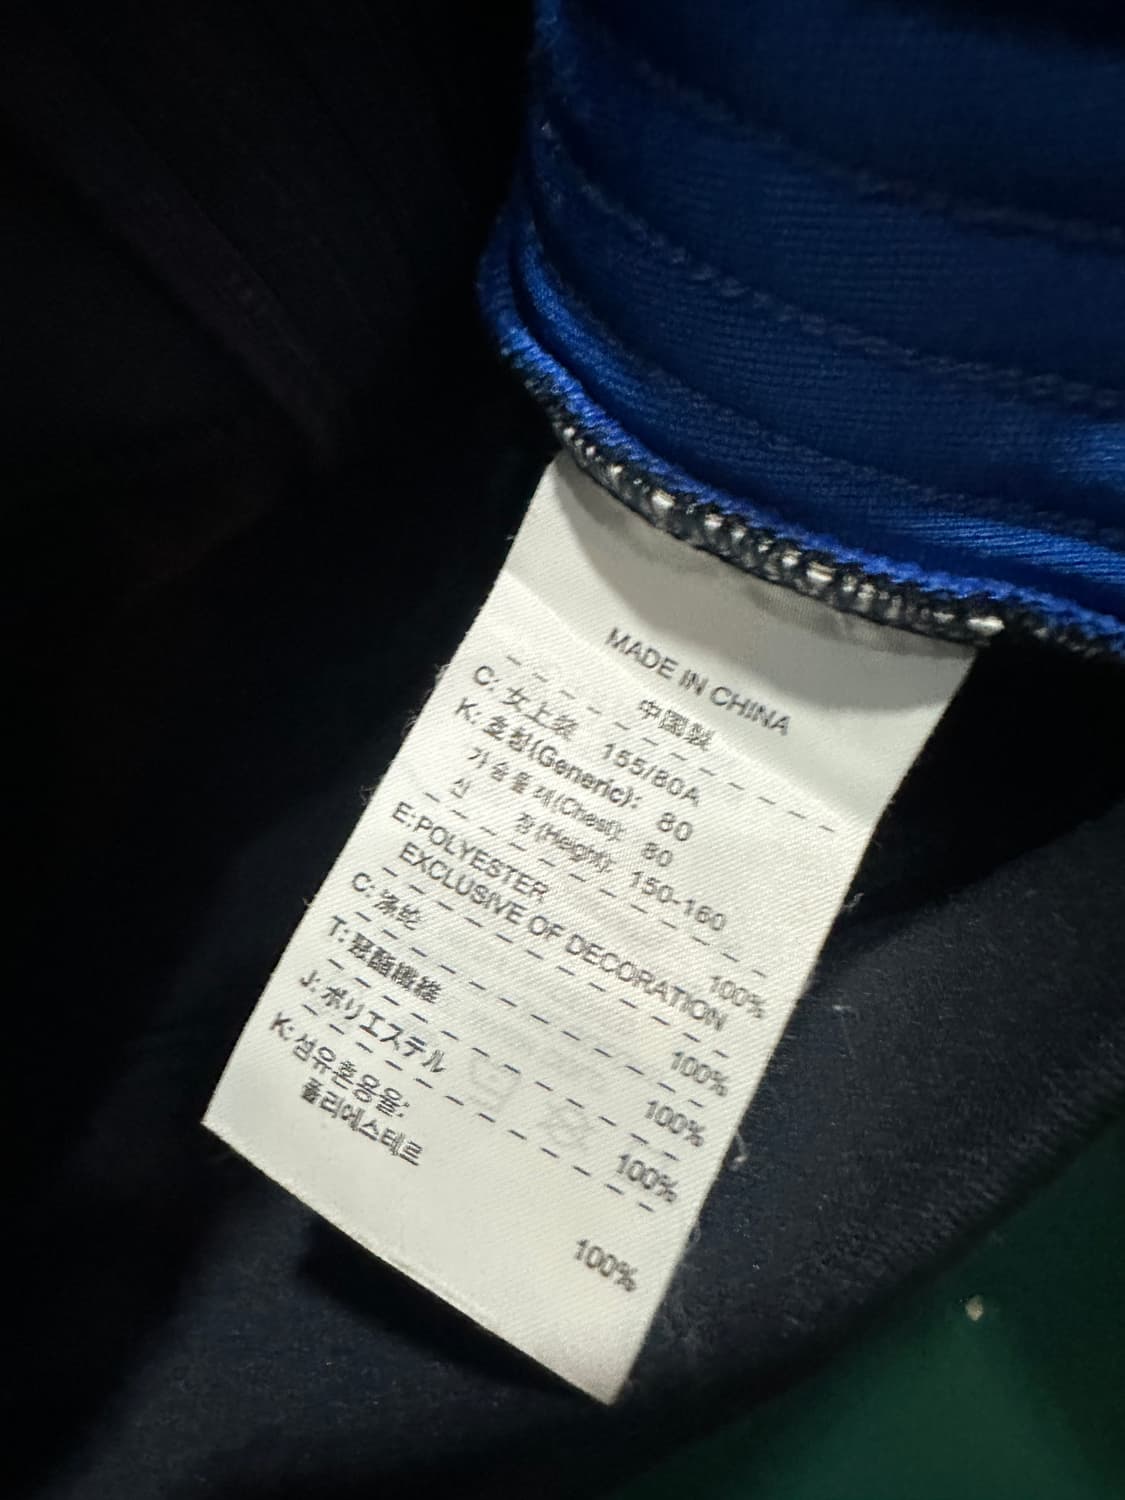 MADE IN CHINA
中国製
C: 女上装 155/80A
K: 호칭(Generic): 80
가슴둘레(Chest): 80
신 장(Height): 150-160
E:POLYESTER 100%
EXCLUSIVE OF DECORATION
C: 涤纶 100%
T: 聚酯纖維 100%
J: ポリエステル 100%
K: 섬유혼용율:
폴리에스테르 100%